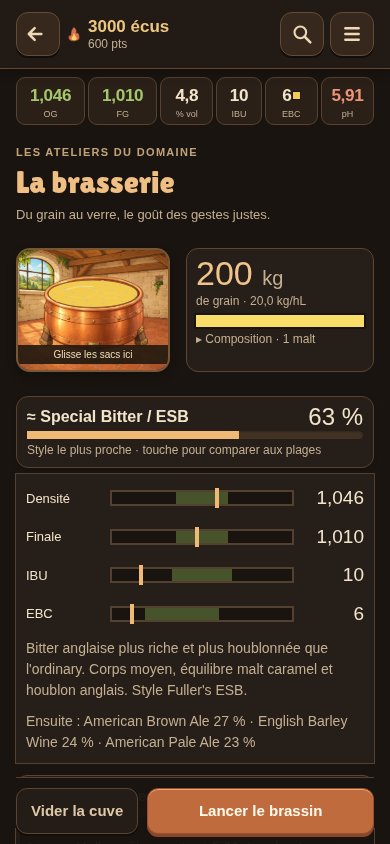 3000 écus
600 pts
1,046
OG
1,010
FG
4,8
% vol
10
IBU
6
EBC
5,91
pH
LES ATELIERS DU DOMAINE
La brasserie
Du grain au verre, le goût des gestes justes.
Glisse les sacs ici
200 kg
de grain · 20,0 kg/hL
▸ Composition · 1 malt
≈ Special Bitter / ESB
63 %
Style le plus proche · touche pour comparer aux plages
Densité
1,046
Finale
1,010
IBU
10
EBC
6
Bitter anglaise plus riche et plus houblonnée que
l'ordinary. Corps moyen, équilibre malt caramel et
houblon anglais. Style Fuller's ESB.
Ensuite : American Brown Ale 27 % · English Barley
Wine 24 % · American Pale Ale 23 %
Vider la cuve
Lancer le brassin